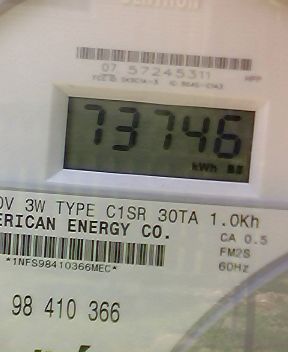 CENTRON
07 57245311
73746
kWh
0V 3W TYPE C1SR 30TA 1.0Kh
ERICAN ENERGY CO.
CA 0.5
FM2S
60Hz
*1NFS98410366MEC*
98 410 366